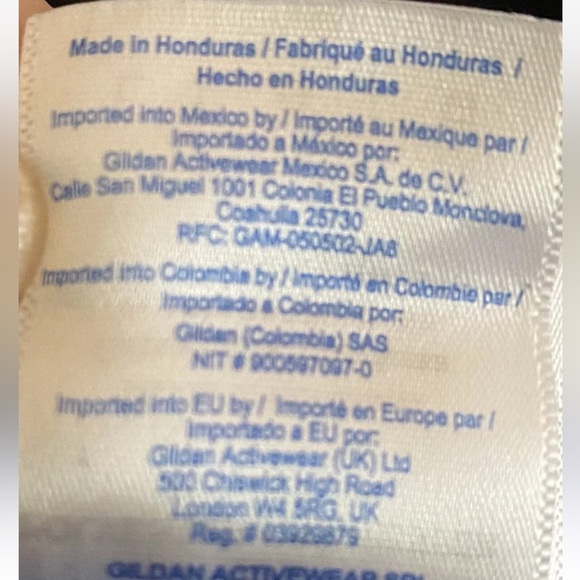 Made in Honduras / Fabriqué au Honduras /
Hecho en Honduras
Imported into Mexico by / Importé au Mexique par /
Importado a México por:
Gildan Activewear Mexico S.A. de C.V.
Calle San Miguel 1001 Colonia El Pueblo Monclova,
Coahuila 25730
RFC: GAM-050502-JA8
Imported into Colombia by / Importé en Colombie par /
Importado a Colombia por:
Gildan (Colombia) SAS
NIT # 900597097-0
Imported into EU by / Importé en Europe par /
Importado a EU por:
Gildan Activewear (UK) Ltd
500 Chiswick High Road
London W4 5RG, UK
Reg. #
GILDAN ACTIVEWEAR SRL